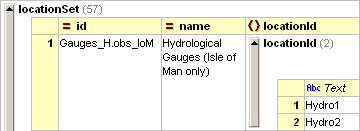 locationSet (57)
= id = name {} locationId
1 Gauges_H.obs_IoM Hydrological Gauges (Isle of Man only) locationId (2)
Abc Text
1 Hydro1
2 Hydro2